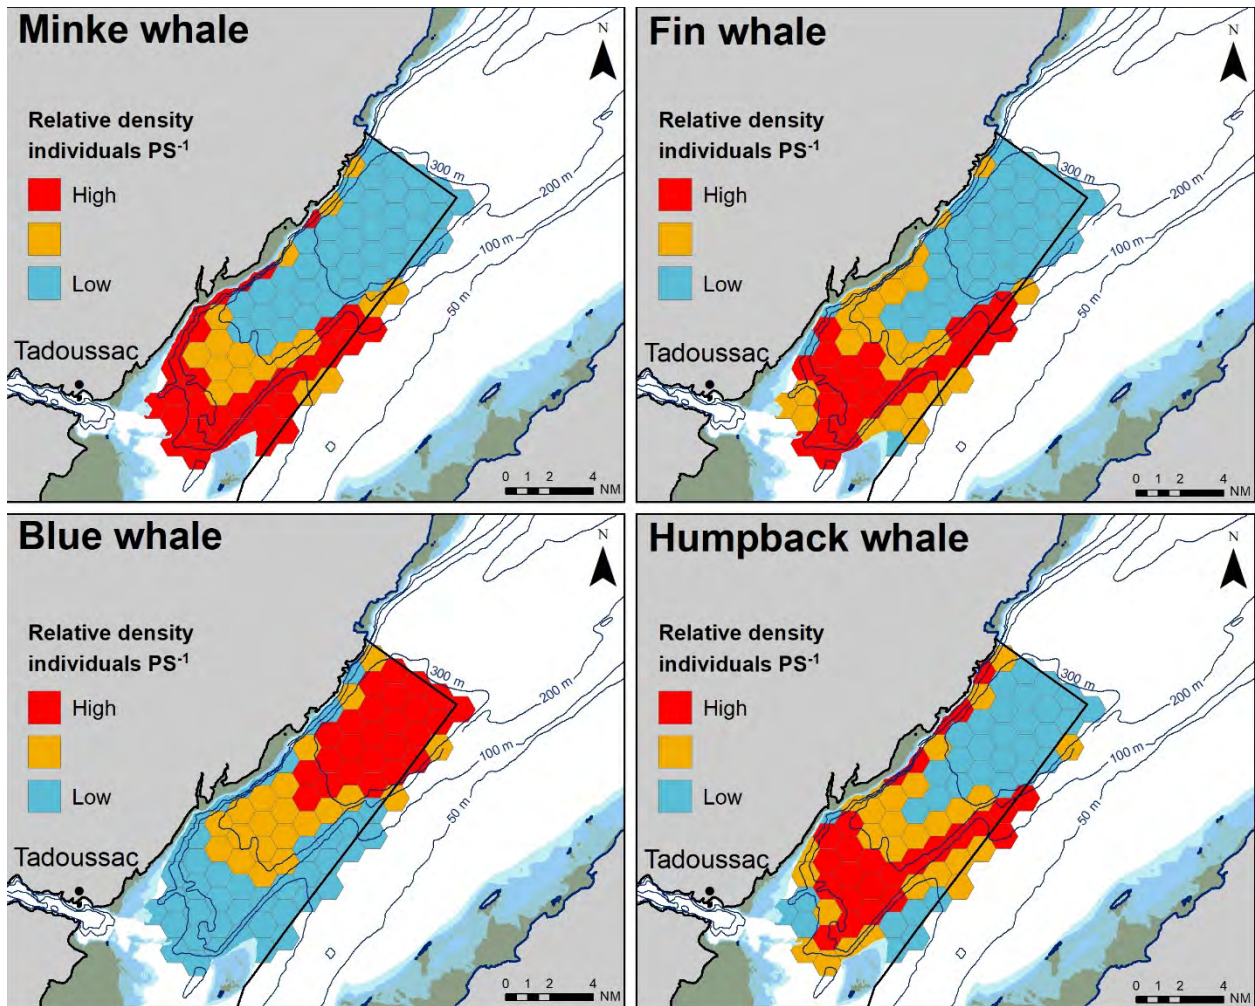 Minke whale
N
Relative density
individuals PS⁻¹
High
Low
Tadoussac
300 m
200 m
100 m
50 m
0 1 2 4
NM
Fin whale
N
Relative density
individuals PS⁻¹
High
Low
Tadoussac
300 m
200 m
100 m
50 m
0 1 2 4
NM
Blue whale
N
Relative density
individuals PS⁻¹
High
Low
Tadoussac
300 m
200 m
100 m
50 m
0 1 2 4
NM
Humpback whale
N
Relative density
individuals PS⁻¹
High
Low
Tadoussac
300 m
200 m
100 m
50 m
0 1 2 4
NM